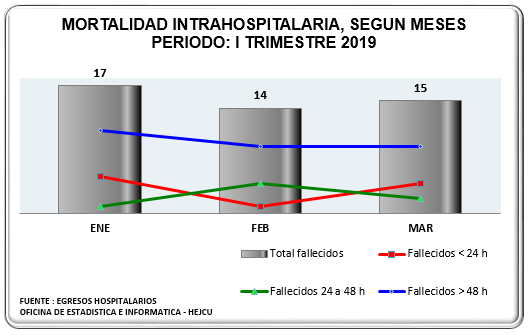 MORTALIDAD INTRAHOSPITALARIA, SEGUN MESES
PERIODO: I TRIMESTRE 2019
17
14
15
ENE
FEB
MAR
Total fallecidos
Fallecidos < 24 h
Fallecidos 24 a 48 h
Fallecidos > 48 h
FUENTE : EGRESOS HOSPITALARIOS
OFICINA DE ESTADISTICA E INFORMATICA - HEJCU